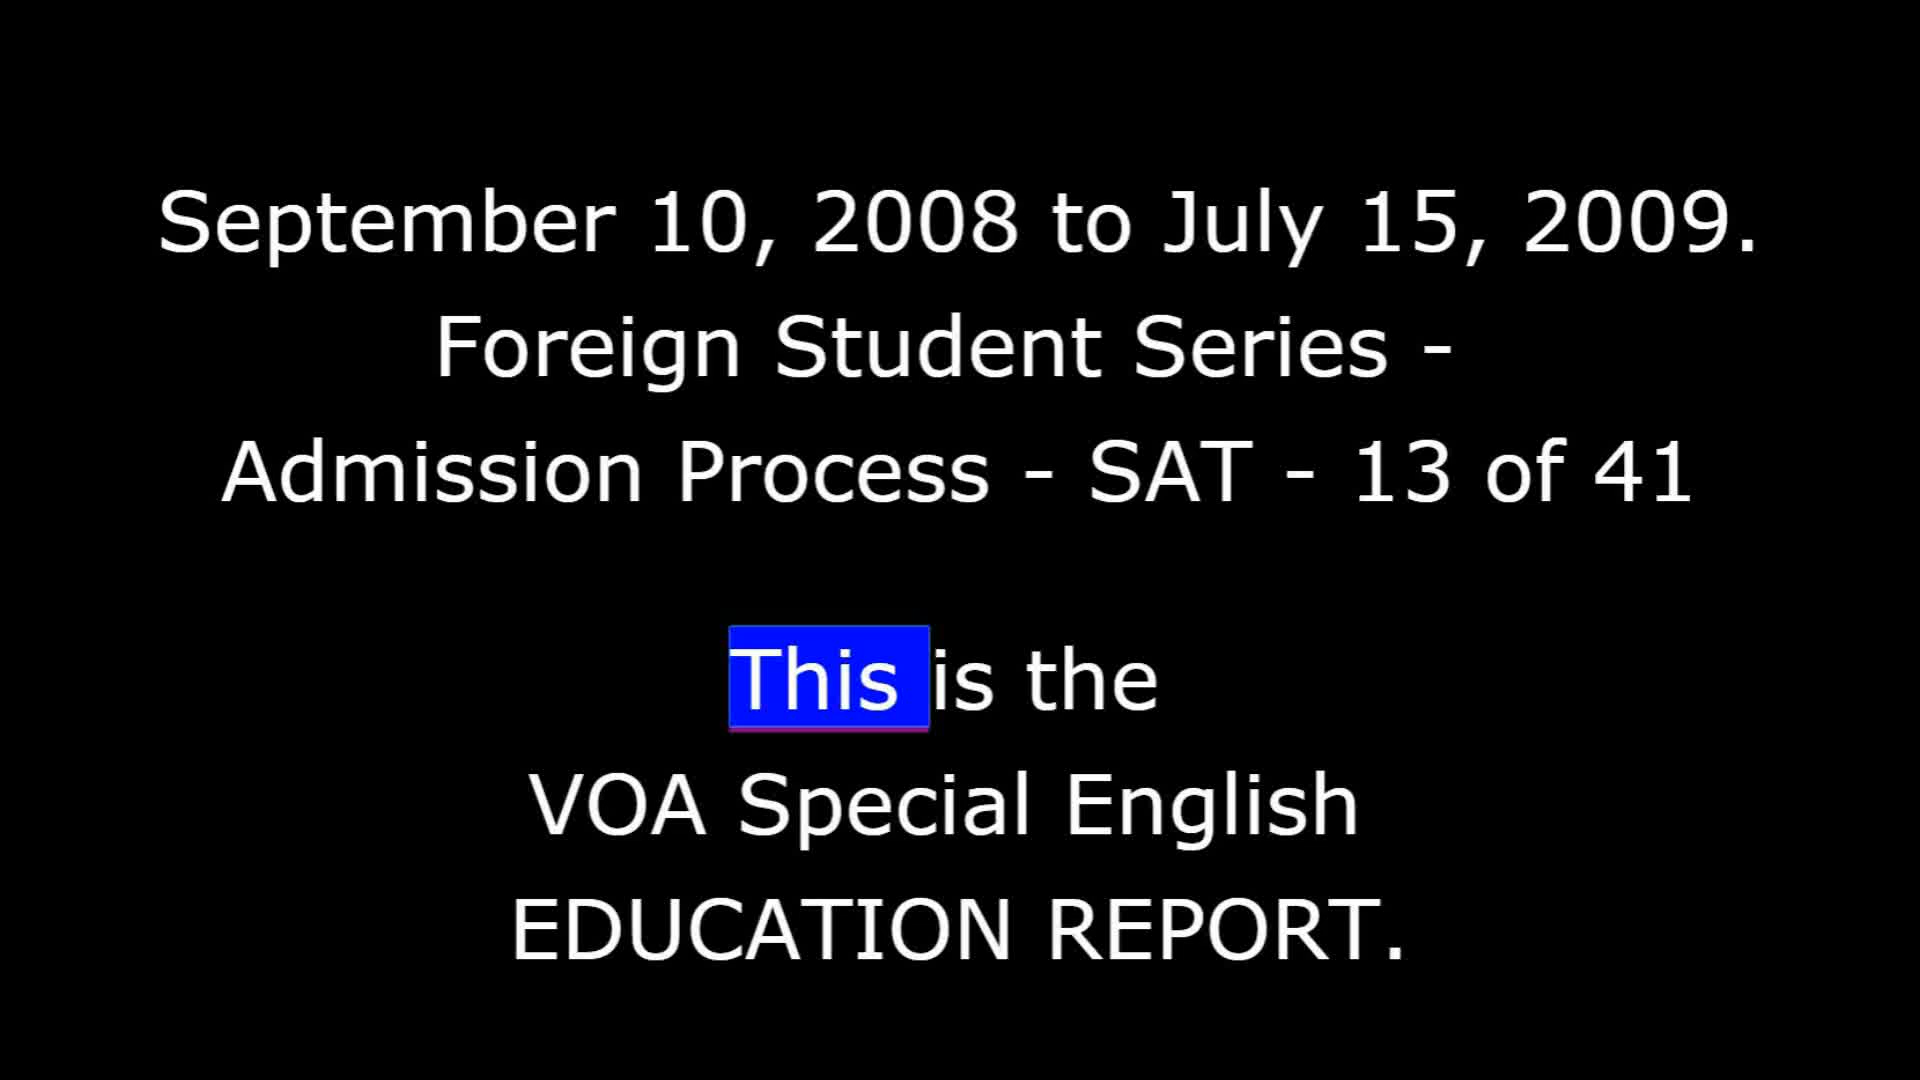 September 10, 2008 to July 15, 2009.
Foreign Student Series -
Admission Process - SAT - 13 of 41
This is the
VOA Special English
EDUCATION REPORT.